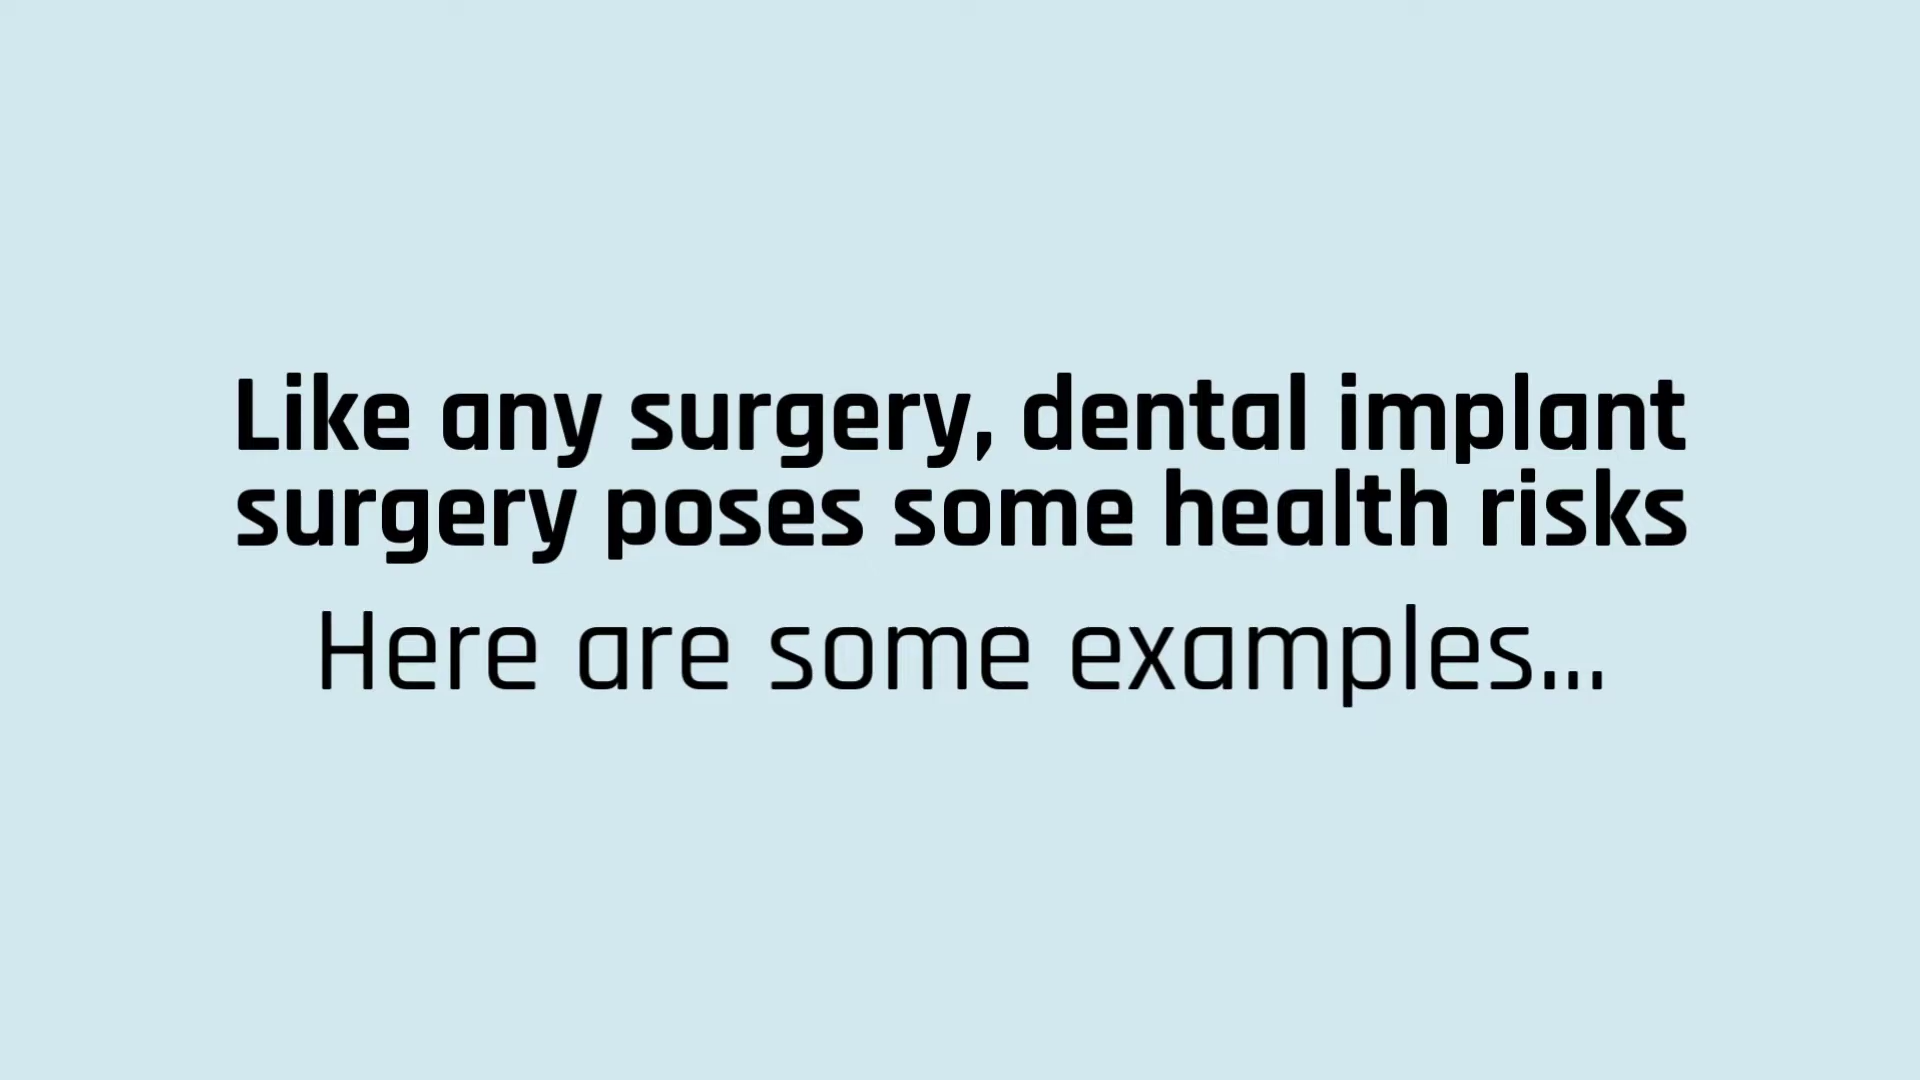 Like any surgery, dental implant
surgery poses some health risks
Here are some examples...